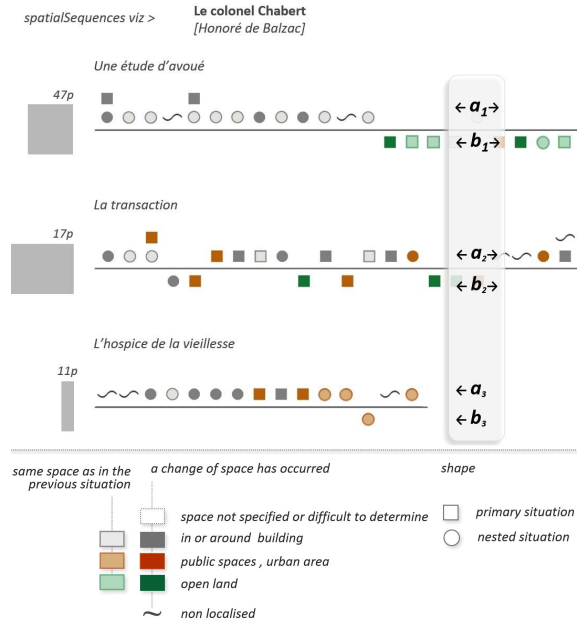 spatialSequences viz >
Le colonel Chabert
[Honoré de Balzac]
Une étude d'avoué
47p
← a₁→
← b₁→
La transaction
17p
← a₂→
← b₂→
L'hospice de la vieillesse
11p
← a₃
← b₃
same space as in the
previous situation
a change of space has occurred
shape
space not specified or difficult to determine
in or around building
public spaces , urban area
open land
non localised
primary situation
nested situation